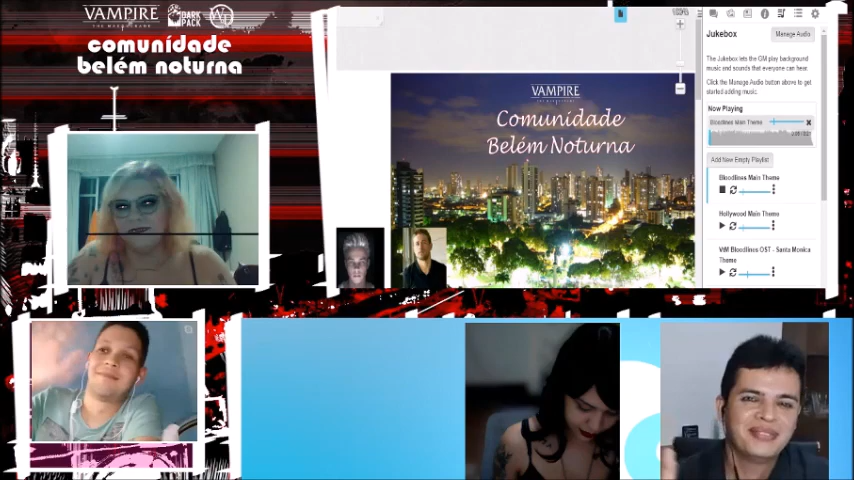 VAMPIRE
THE MASQUERADE
DARK
PACK
comunidade
belém noturna
VAMPIRE
Comunidade
Belém Noturna
Jukebox
Manage Audio
The Jukebox lets the GM play background
music and sounds that everyone can hear.
Click the Manage Audio button above to get
started adding music.
Now Playing
Bloodlines Main Theme
Add New Empty Playlist
Bloodlines Main Theme
Hollywood Main Theme
VtM Bloodlines OST - Santa Monica
Theme